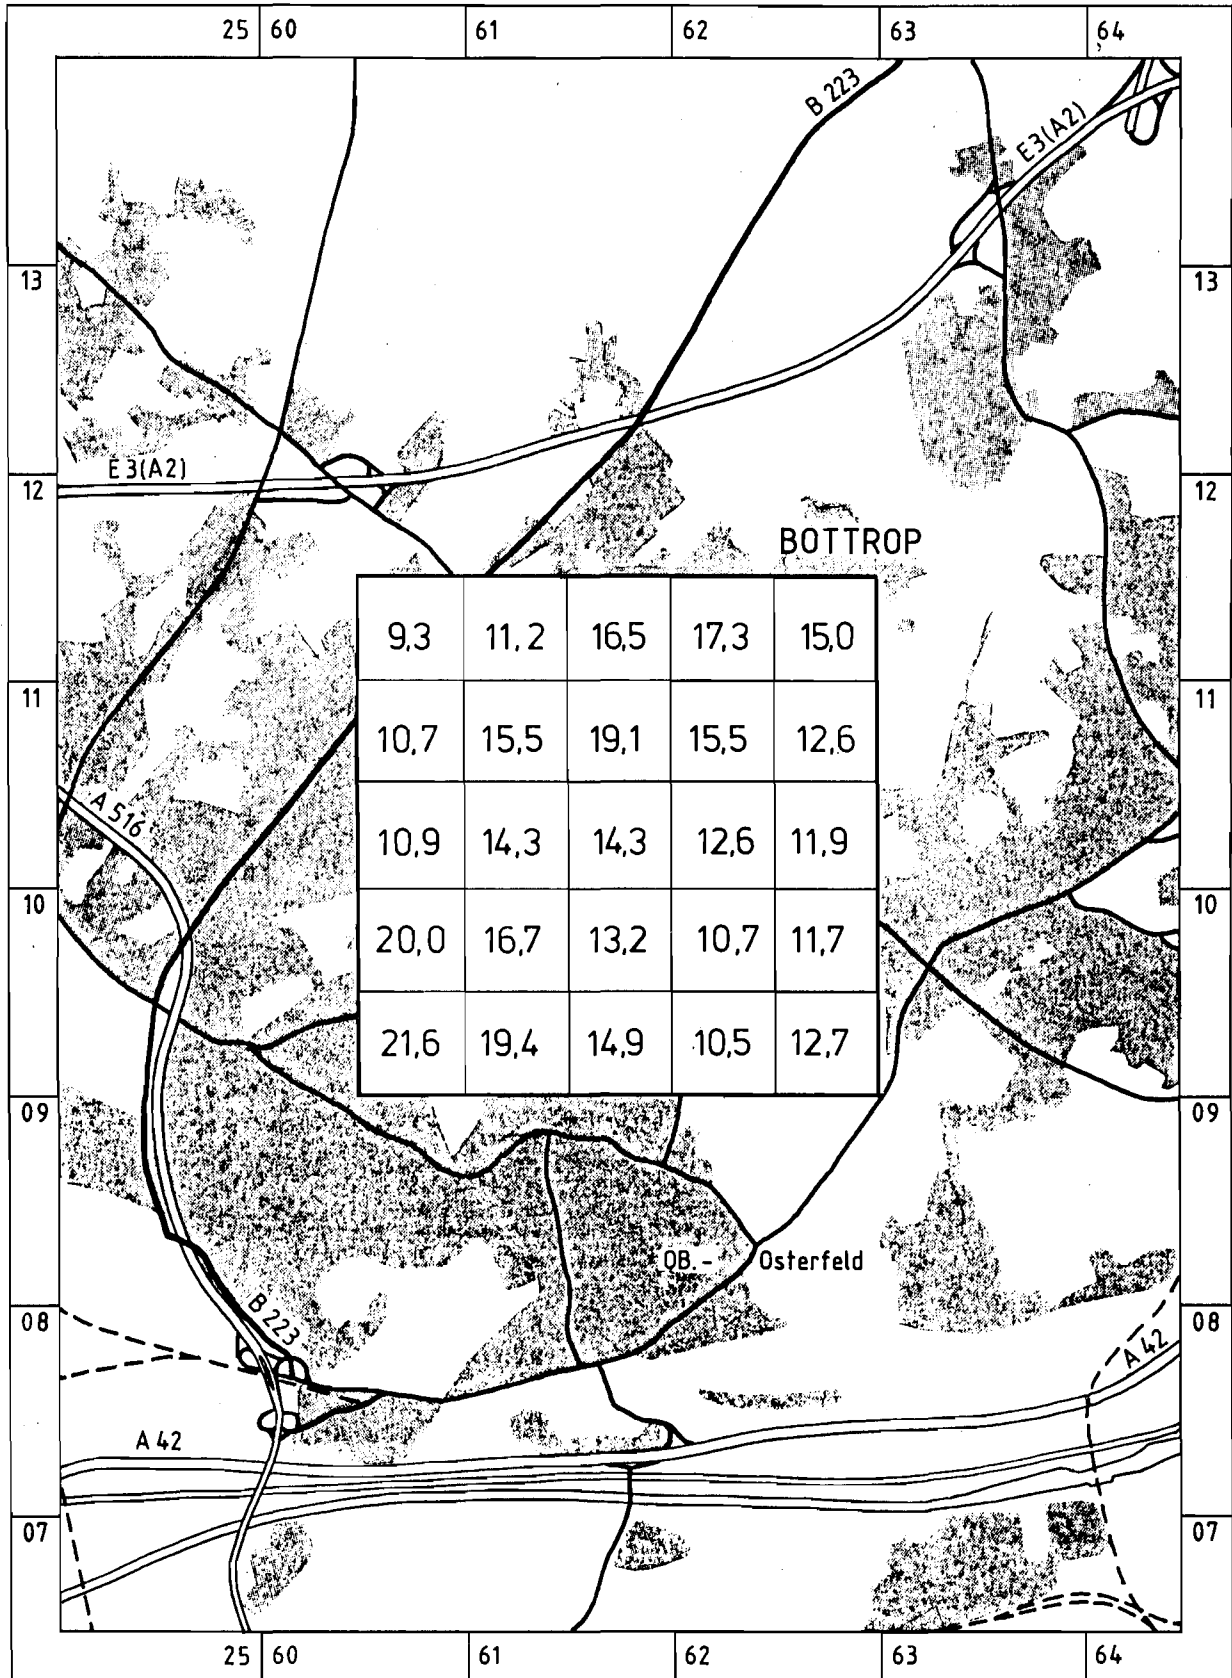 25 60 61 62 63 64
B 223
E3(A2)
13 13
E3(A2)
12 12
BOTTROP
9,3 11,2 16,5 17,3 15,0
11 11
10,7 15,5 19,1 15,5 12,6
A 516
10,9 14,3 14,3 12,6 11,9
10 10
20,0 16,7 13,2 10,7 11,7
21,6 19,4 14,9 10,5 12,7
09 09
OB.- Osterfeld
B 223
08 08
A 42
A 42
07 07
25 60 61 62 63 64